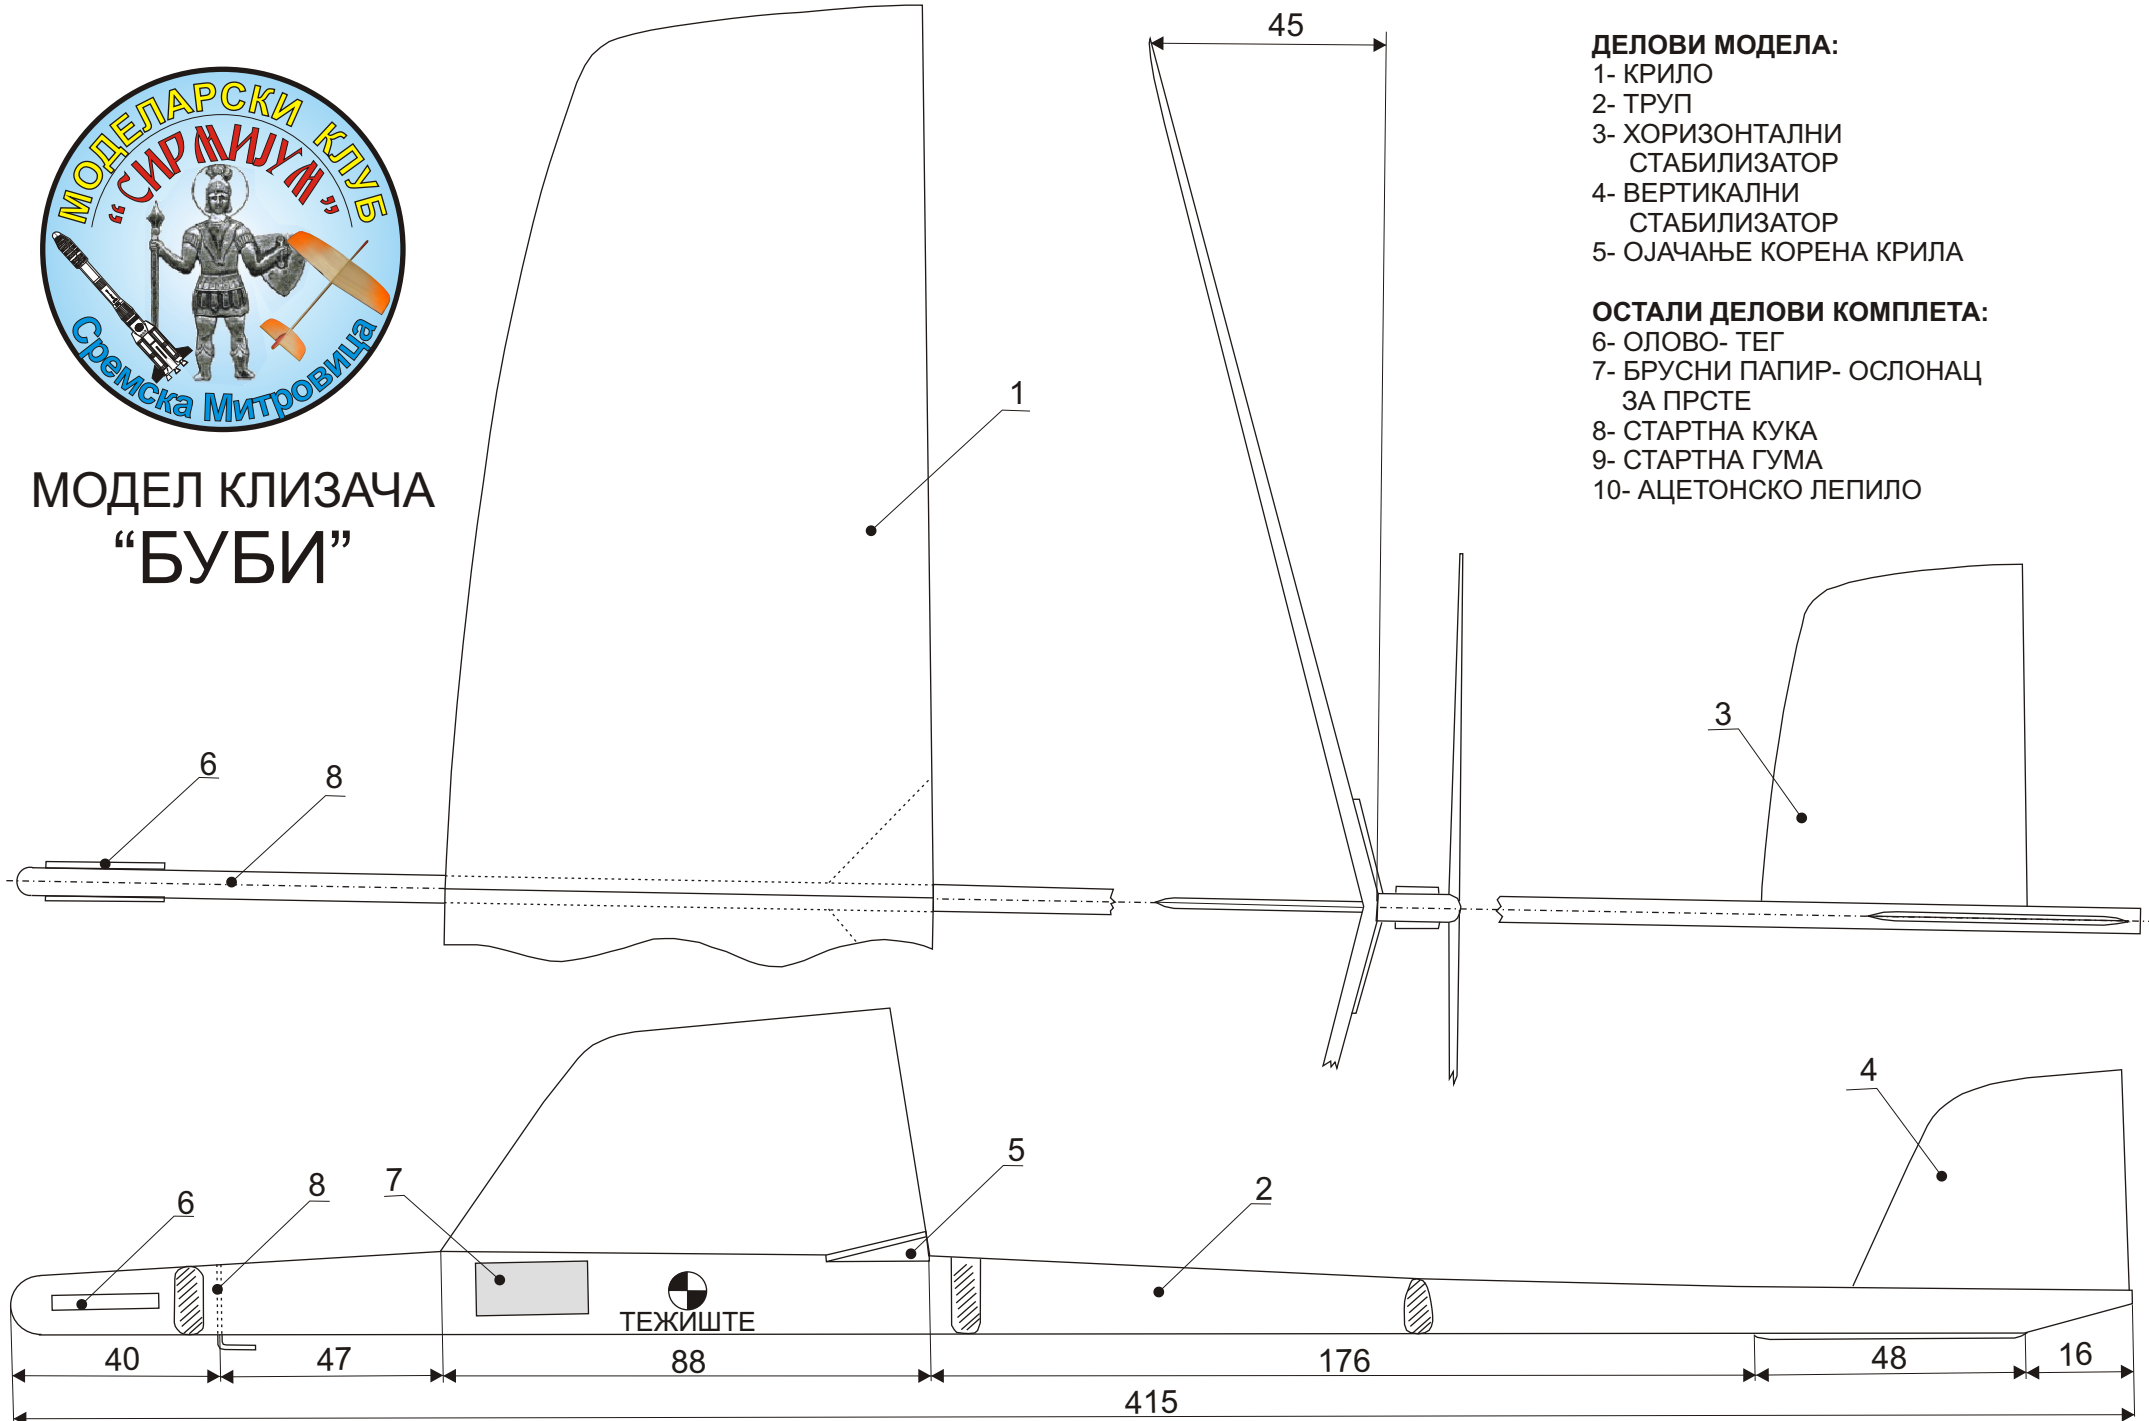 МОДЕЛАРСКИ КЛУБ
“СИРМИЈУМ”
Сремска Митровица
МОДЕЛ КЛИЗАЧА
“БУБИ”
45
ДЕЛОВИ МОДЕЛА:
1- КРИЛО
2- ТРУП
3- ХОРИЗОНТАЛНИ
СТАБИЛИЗАТОР
4- ВЕРТИКАЛНИ
СТАБИЛИЗАТОР
5- ОЈАЧАЊЕ КОРЕНА КРИЛА
ОСТАЛИ ДЕЛОВИ КОМПЛЕТА:
6- ОЛОВО- ТЕГ
7- БРУСНИ ПАПИР- ОСЛОНАЦ
ЗА ПРСТЕ
8- СТАРТНА КУКА
9- СТАРТНА ГУМА
10- АЦЕТОНСКО ЛЕПИЛО
1
3
6
8
4
5
7
8
6
2
ТЕЖИШТЕ
40
47
88
176
48
16
415